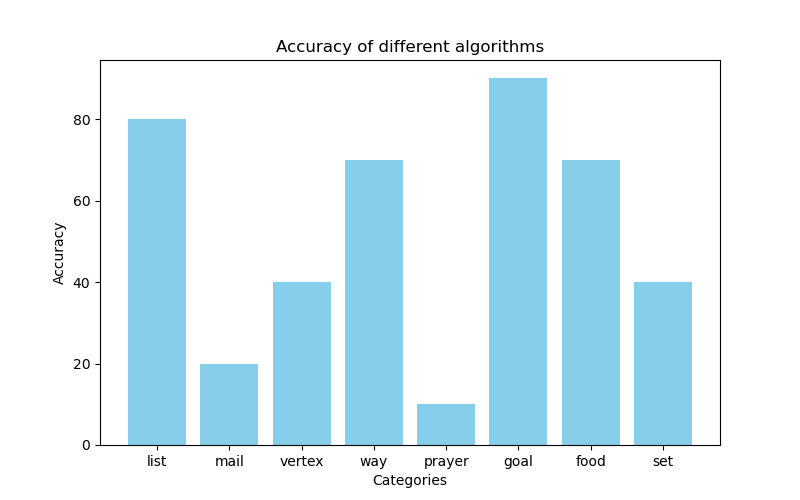 Accuracy of different algorithms
Accuracy
80
60
40
20
0
list mail vertex way prayer goal food set
Categories